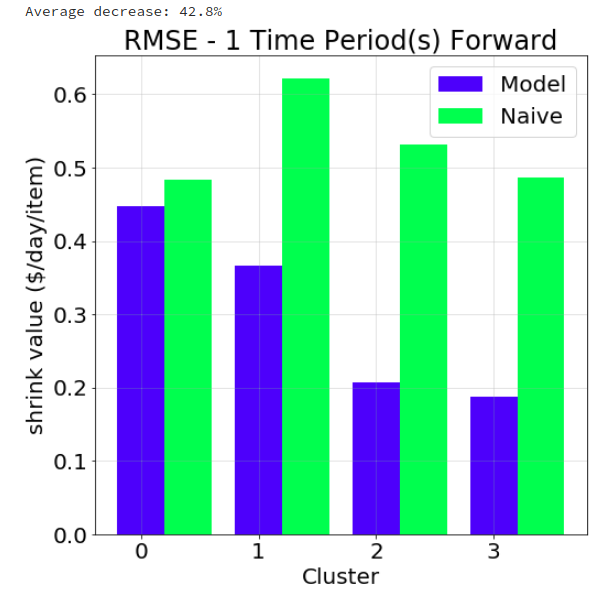 Average decrease: 42.8%
RMSE - 1 Time Period(s) Forward
Model
Naive
shrink value ($/day/item)
0.6
0.5
0.4
0.3
0.2
0.1
0.0
0 1 2 3
Cluster